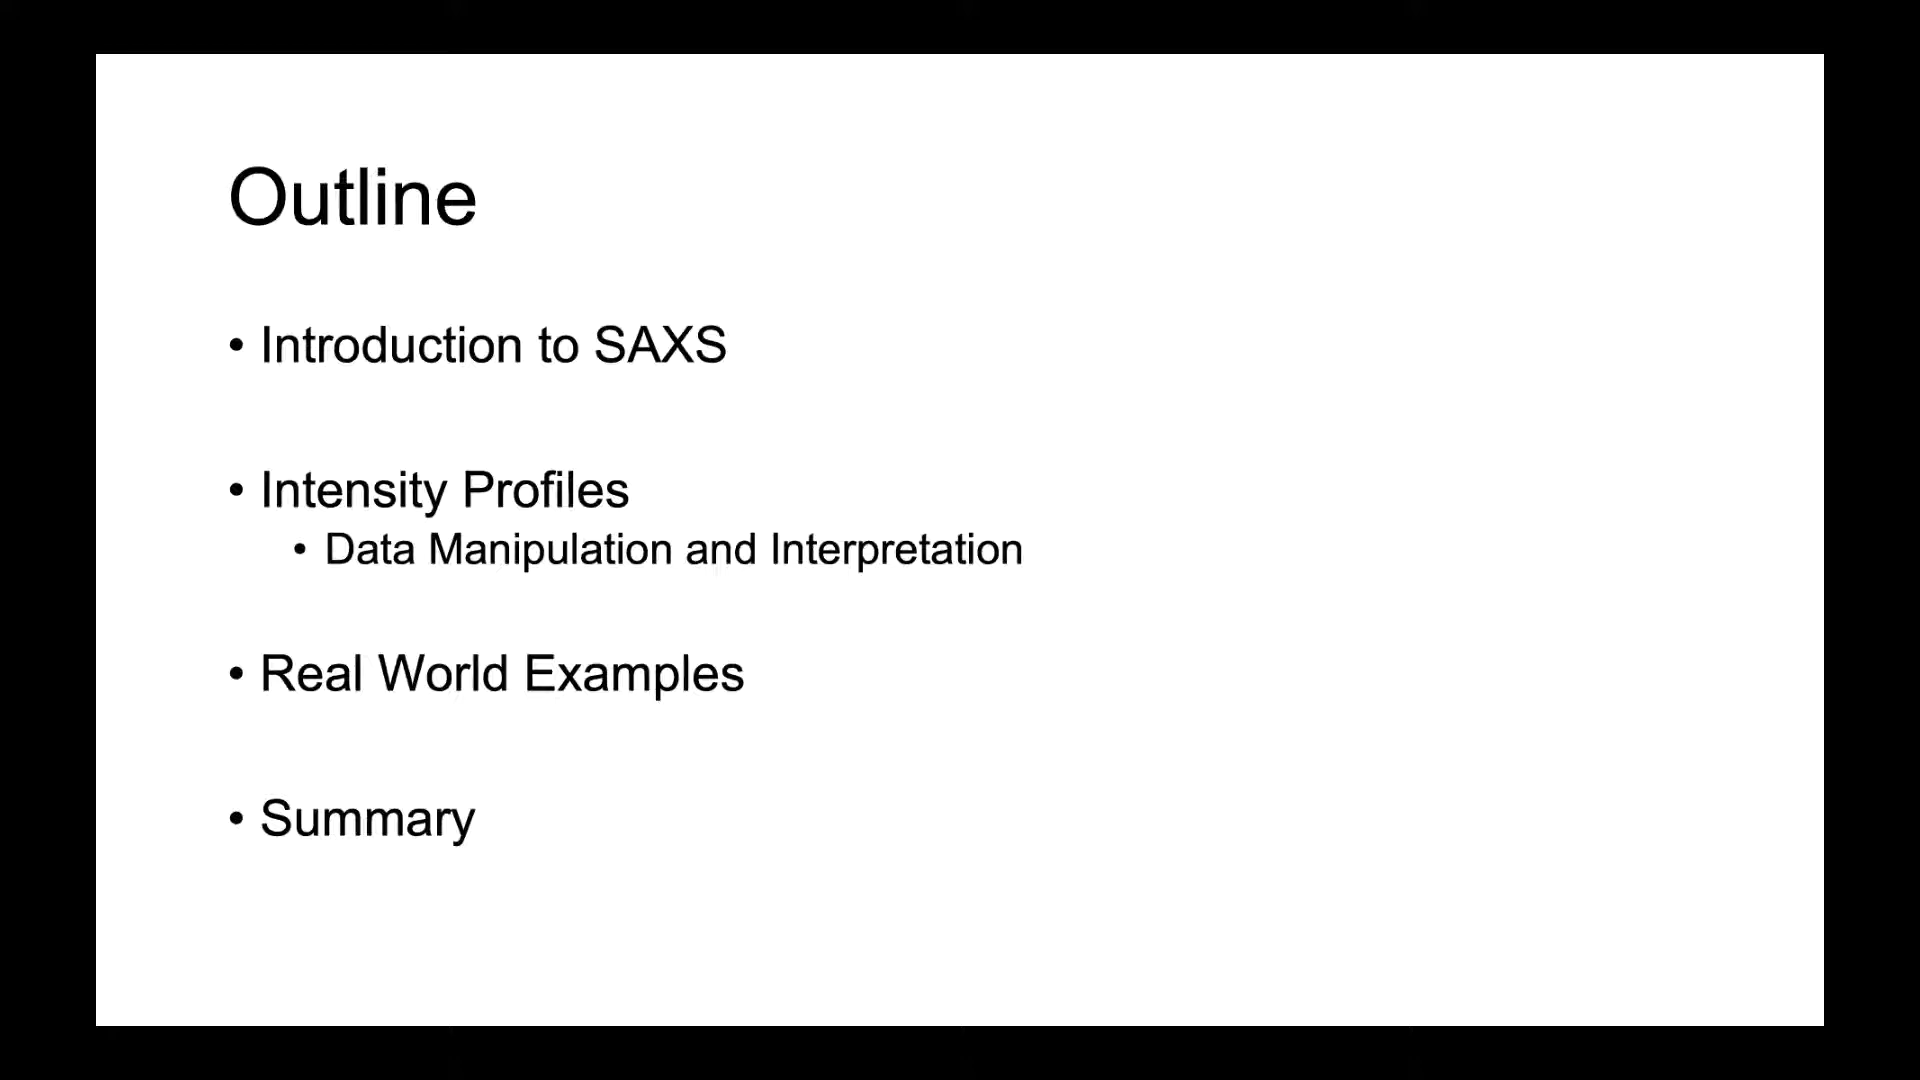 Outline
• Introduction to SAXS
• Intensity Profiles
• Data Manipulation and Interpretation
• Real World Examples
• Summary